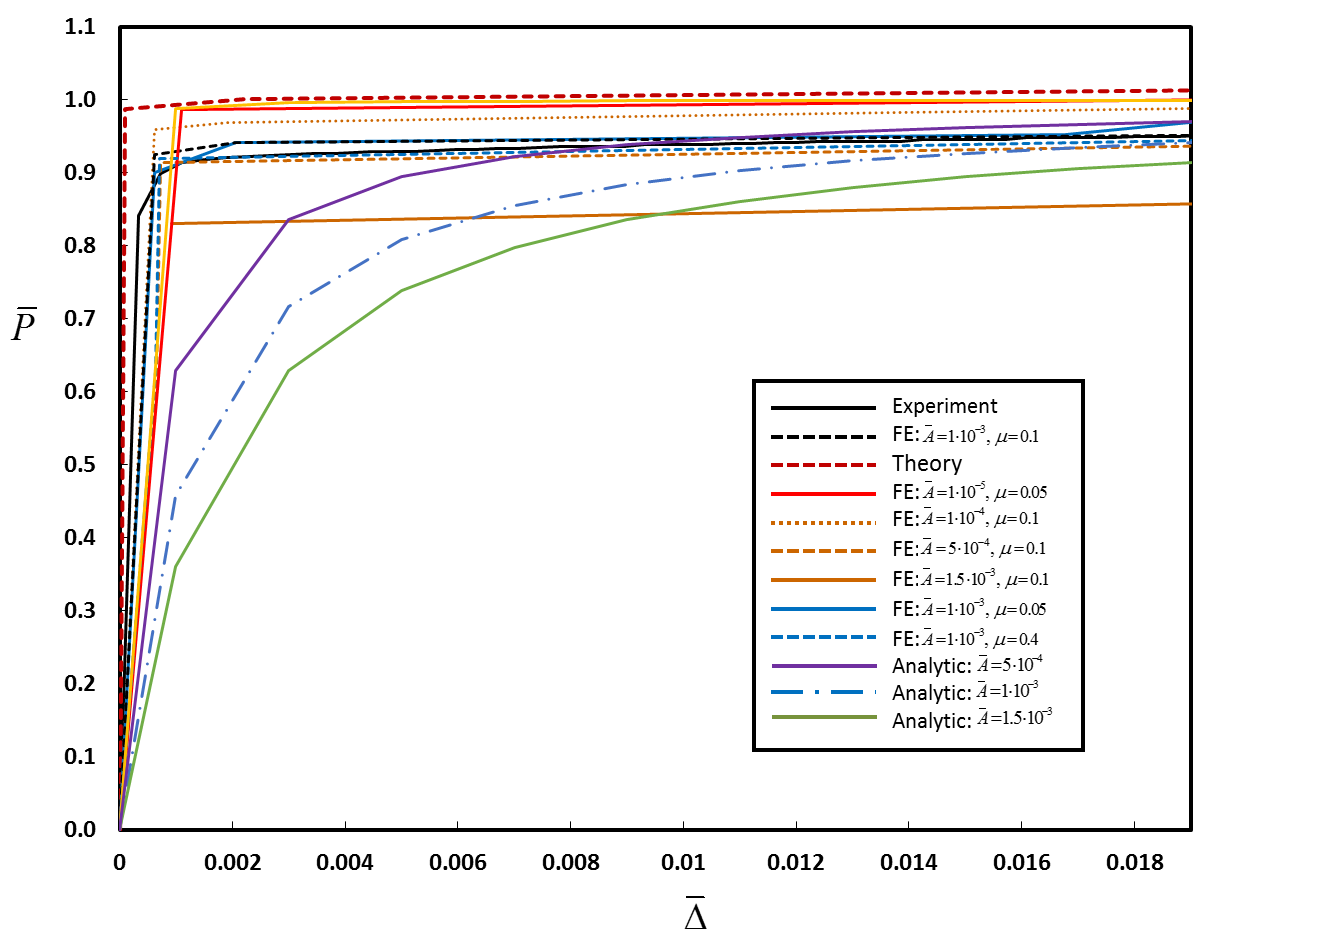 1.1
1.0
0.9
0.8
0.7
0.6
0.5
0.4
0.3
0.2
0.1
0.0
P̅
0 0.002 0.004 0.006 0.008 0.01 0.012 0.014 0.016 0.018
Δ̅
Experiment
FE: A̅=1·10⁻³, μ=0.1
Theory
FE: A̅=1·10⁻⁵, μ=0.05
FE: A̅=1·10⁻⁴, μ=0.1
FE: A̅=5·10⁻⁴, μ=0.1
FE: A̅=1.5·10⁻³, μ=0.1
FE: A̅=1·10⁻³, μ=0.05
FE: A̅=1·10⁻³, μ=0.4
Analytic: A̅=5·10⁻⁴
Analytic: A̅=1·10⁻³
Analytic: A̅=1.5·10⁻³